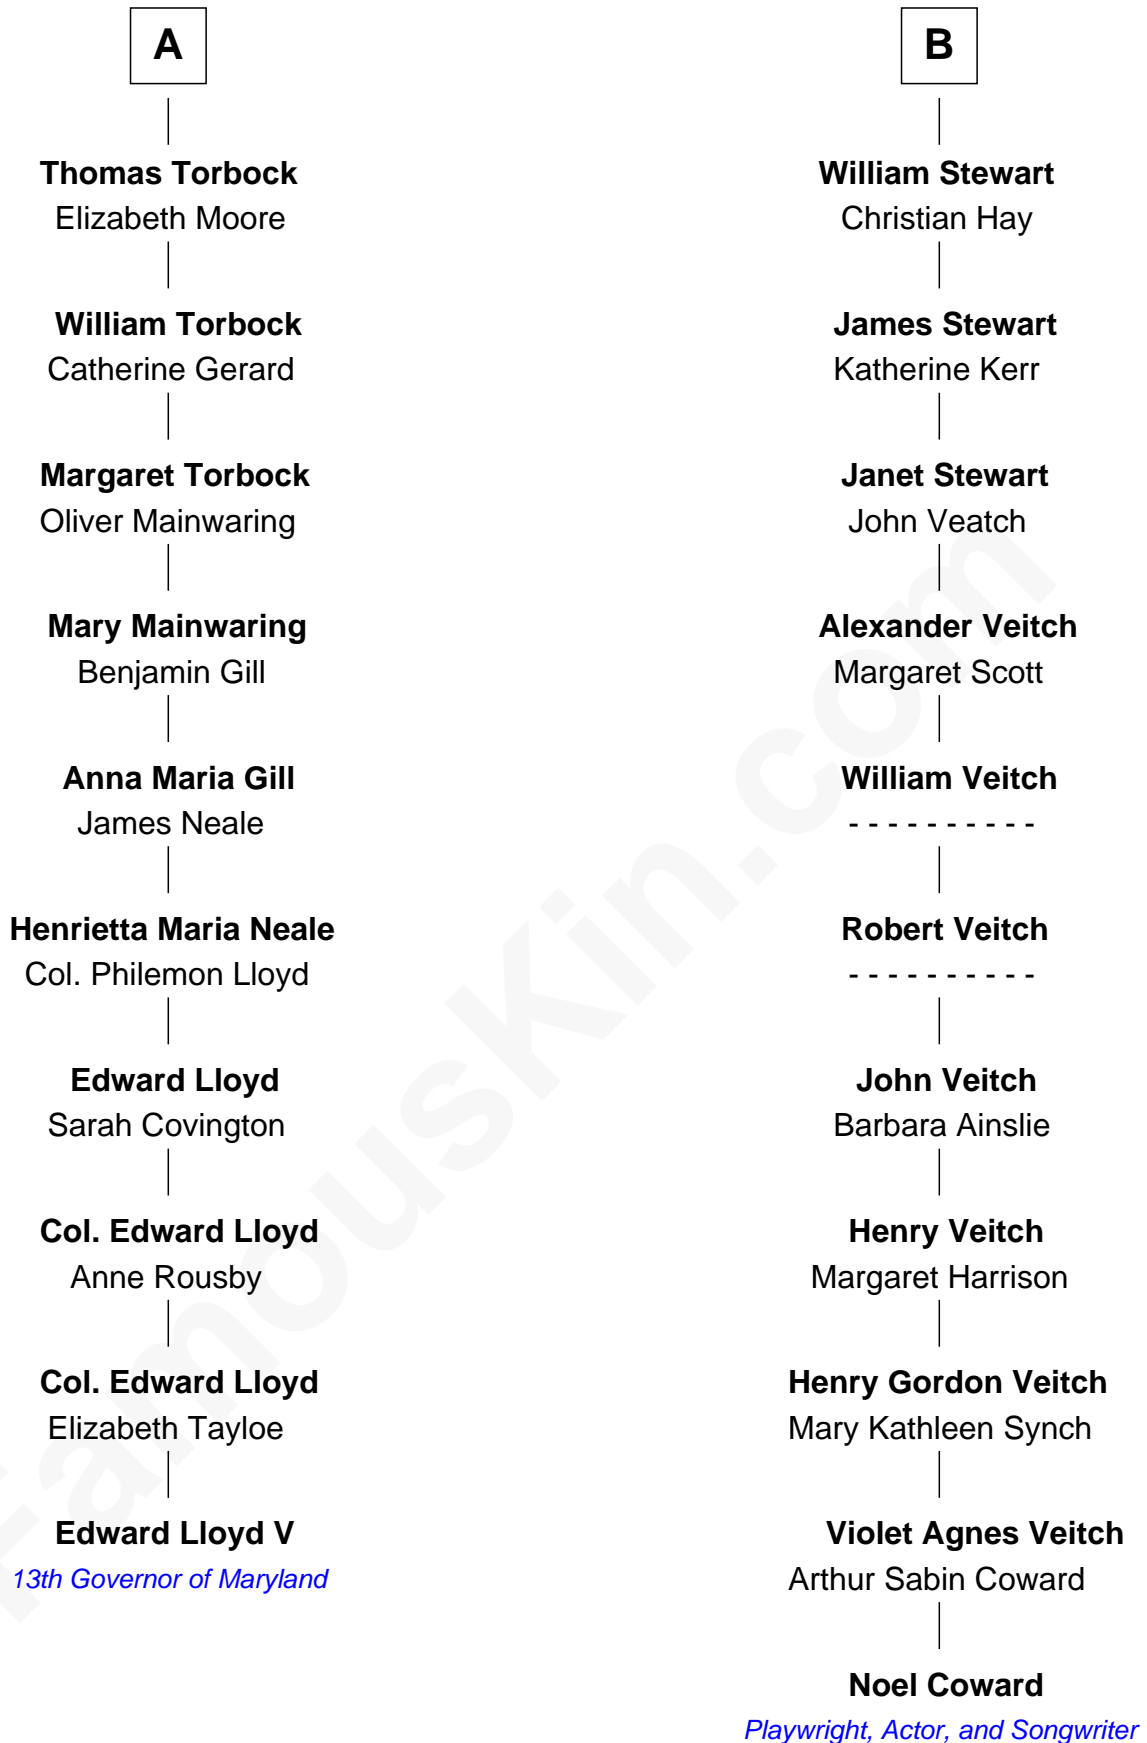 A
Thomas Torbock
Elizabeth Moore
William Torbock
Catherine Gerard
Margaret Torbock
Oliver Mainwaring
Mary Mainwaring
Benjamin Gill
Anna Maria Gill
James Neale
Henrietta Maria Neale
Col. Philemon Lloyd
Edward Lloyd
Sarah Covington
Col. Edward Lloyd
Anne Rousby
Col. Edward Lloyd
Elizabeth Tayloe
Edward Lloyd V
13th Governor of Maryland
B
William Stewart
Christian Hay
James Stewart
Katherine Kerr
Janet Stewart
John Veatch
Alexander Veitch
Margaret Scott
William Veitch
- - - - - - - - - -
Robert Veitch
- - - - - - - - - -
John Veitch
Barbara Ainslie
Henry Veitch
Margaret Harrison
Henry Gordon Veitch
Mary Kathleen Synch
Violet Agnes Veitch
Arthur Sabin Coward
Noel Coward
Playwright, Actor, and Songwriter
FamousKin.com